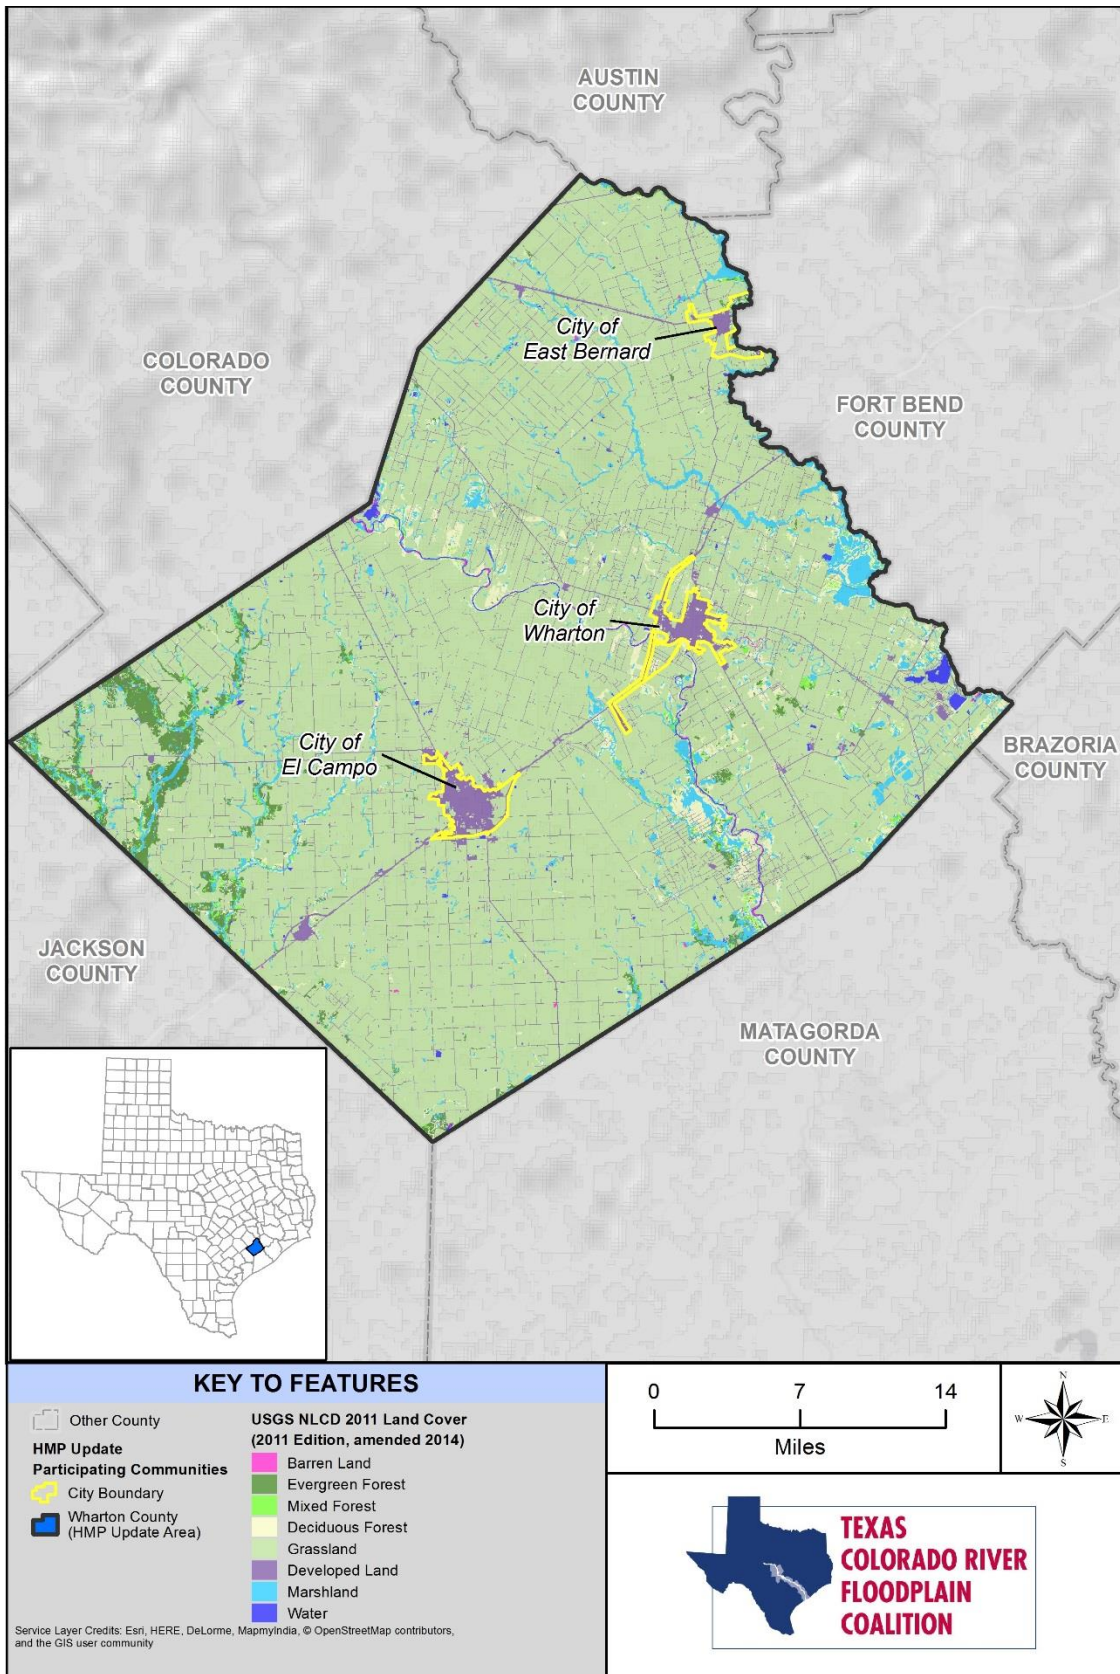 AUSTIN
COUNTY
City of
East Bernard
COLORADO
COUNTY
FORT BEND
COUNTY
City of
Wharton
City of
El Campo
BRAZORIA
COUNTY
JACKSON
COUNTY
MATAGORDA
COUNTY
KEY TO FEATURES
Other County
HMP Update
Participating Communities
City Boundary
Wharton County
(HMP Update Area)
USGS NLCD 2011 Land Cover
(2011 Edition, amended 2014)
Barren Land
Evergreen Forest
Mixed Forest
Deciduous Forest
Grassland
Developed Land
Marshland
Water
Service Layer Credits: Esri, HERE, DeLorme, MapmyIndia, © OpenStreetMap contributors,
and the GIS user community
0 7 14
Miles
N
W E
S
TEXAS
COLORADO RIVER
FLOODPLAIN
COALITION